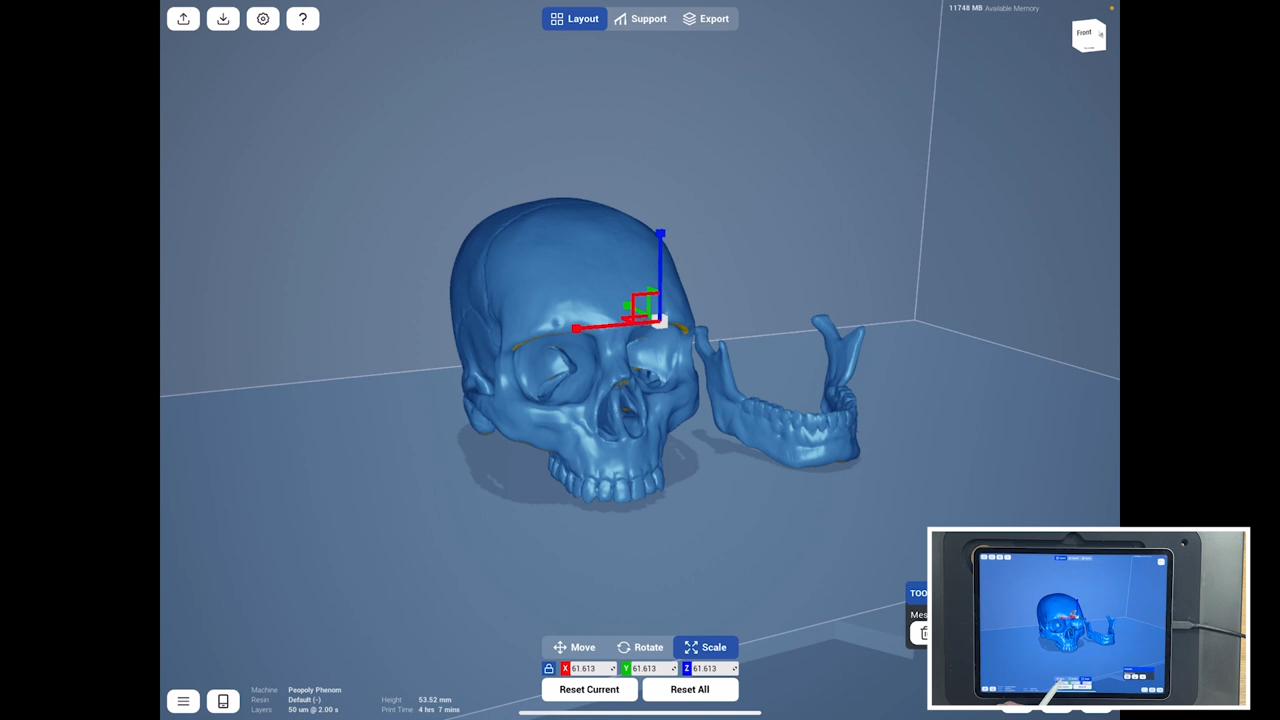 Layout Support Export
11748 MB Available Memory
Front
Move Rotate Scale
X 61.613 Y 61.613 Z 61.613
Reset Current Reset All
TOO
Mes
Machine Peopoly Phenom
Resin Default (-)
Layers 50 um @ 2.00 s
Height 53.52 mm
Print Time 4 hrs 7 mins